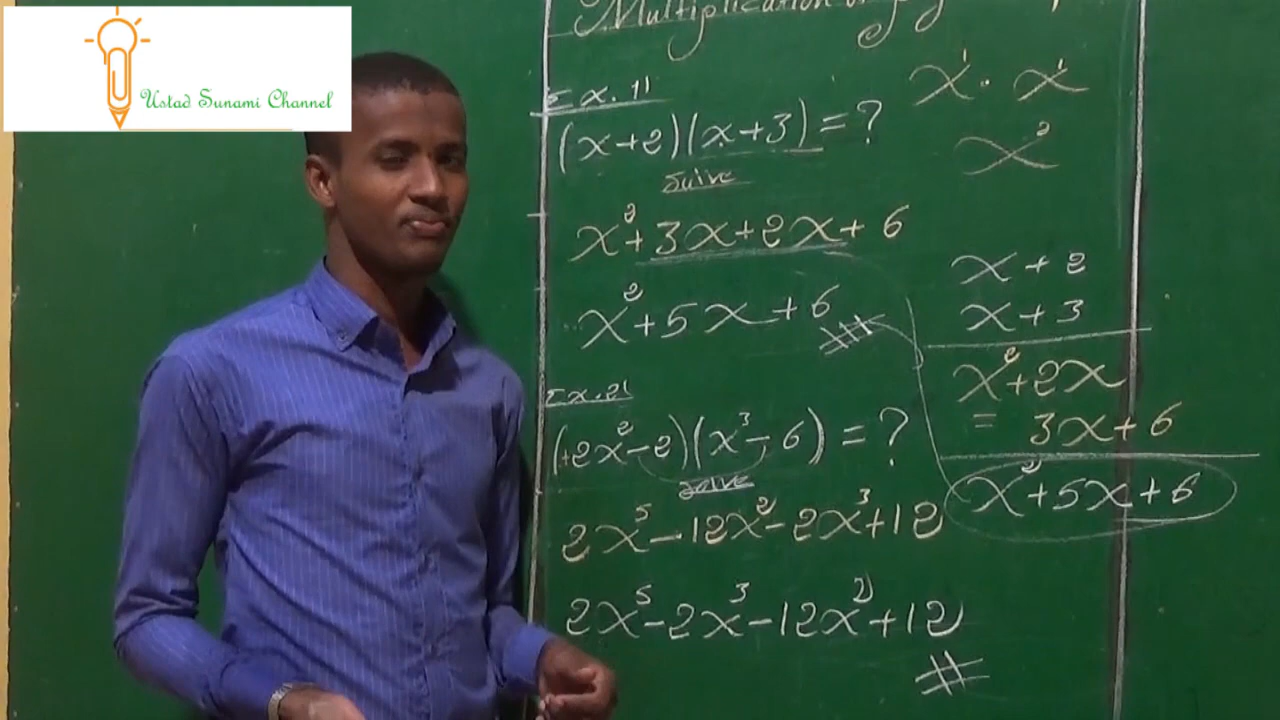 Ustad Sunami Channel
Multiplication of
Ex.1)
(x+2)(x+3)=?
Solve
x²+3x+2x+6
x²+5x+6
Ex.2)
(+2x²-2)(x³-6)=?
Solve
2x⁵-12x²-2x³+12
2x⁵-2x³-12x²+12
x¹·x¹
x²
x+2
x+3
x²+2x
= 3x+6
x²+5x+6